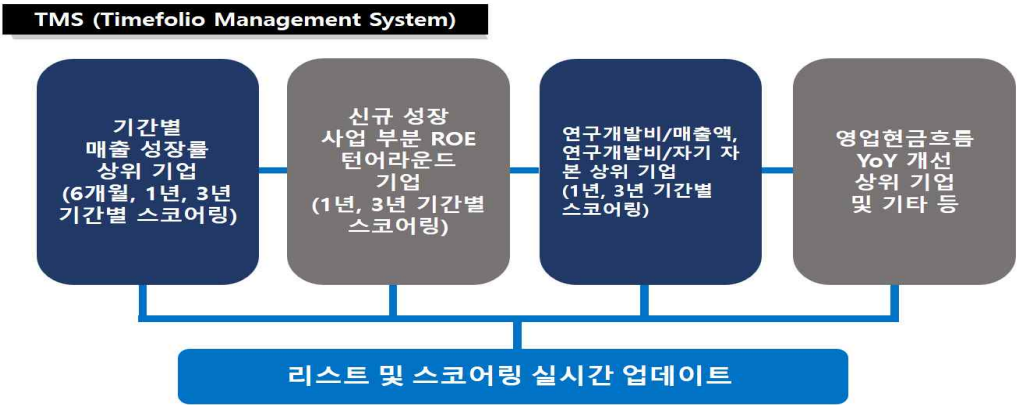 TMS (Timefolio Management System)
기간별
매출 성장률
상위 기업
(6개월, 1년, 3년
기간별 스코어링)
신규 성장
사업 부분 ROE
턴어라운드
기업
(1년, 3년 기간별
스코어링)
연구개발비/매출액,
연구개발비/자기 자
본 상위 기업
(1년, 3년 기간별
스코어링)
영업현금흐름
YoY 개선
상위 기업
및 기타 등
리스트 및 스코어링 실시간 업데이트